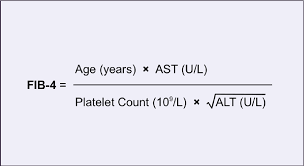 Age (years) × AST (U/L)
FIB-4 =
Platelet Count (10⁹/L) × √ALT (U/L)